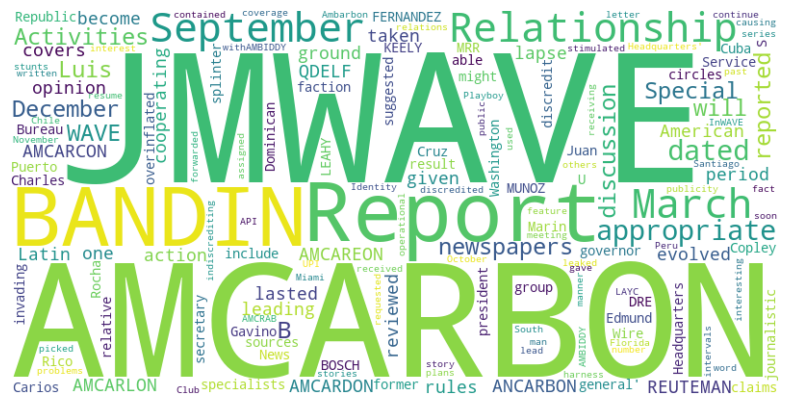 Republic become contained coverage Ambarbon FERNANDEZ letter relations continue causing
Activities September withAMBIDDY taken KEELY MRR Relationship series
covers interest Luis splinter ground lapse able stimulated Headquarters' Cuba s
stunts written opinion cooperating QDELF faction might suggested discredit circles Service past
December resume WAVE JMWAVE Special will reported
Chile November Bureau overinflated Dominican Cruz Playboy public used Juan receiving American .InWAVE dated
AMCARCON forwarded assigned LEAHY result given Washington discussion others period Santiago
Puerto Charles Identity discredited MUNOZ U publicity fact
BANDIN Report March
API indiscrediting operational Marin feature meeting appropriate soon
Latin one action include AMCAREON newspapers governor evolved Peru Copley
invading Rocha relative secretary UPI Miami lasted leading received requested October leaked reviewed president gave group manner LAYC DRE Edmund Wire Headquarters interesting journalistic
AMCARBON
AMCRAB Gavino B sources News South man lead AMBIDDY Florida number intervals
Rico picked problems BOSCH story plans stories harness word
Carios AMCARLON Club specialists AMCARDON former rules ANCARBON general' REUTEMAN claims